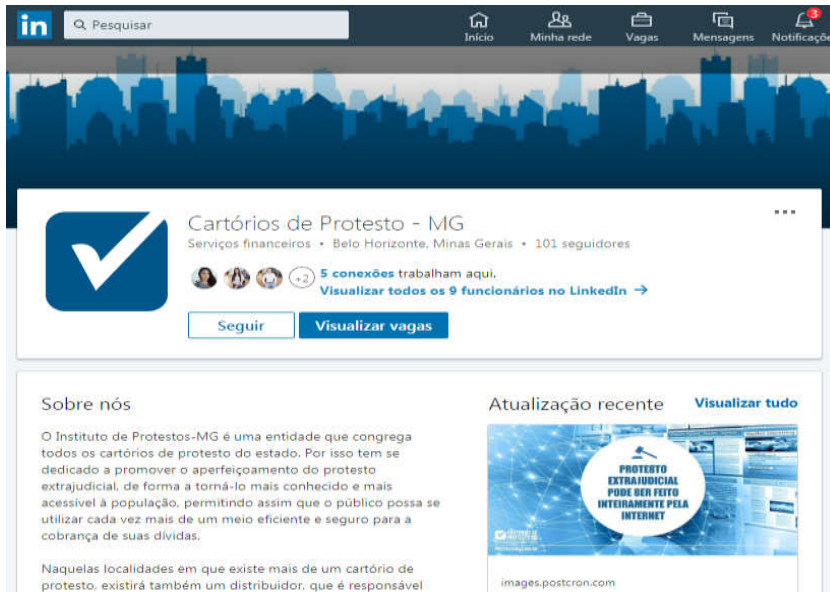 in
Pesquisar
Início
Minha rede
Vagas
Mensagens
3
Notificaçõe
Cartórios de Protesto - MG
Serviços financeiros • Belo Horizonte, Minas Gerais • 101 seguidores
+2
5 conexões trabalham aqui.
Visualizar todos os 9 funcionários no LinkedIn →
Seguir
Visualizar vagas
Sobre nós
O Instituto de Protestos-MG é uma entidade que congrega
todos os cartórios de protesto do estado. Por isso tem se
dedicado a promover o aperfeiçoamento do protesto
extrajudicial, de forma a torná-lo mais conhecido e mais
acessível à população, permitindo assim que o público possa se
utilizar cada vez mais de um meio eficiente e seguro para a
cobrança de suas dívidas.
Naquelas localidades em que existe mais de um cartório de
protesto, existirá também um distribuidor, que é responsável
Atualização recente
Visualizar tudo
PROTESTO
EXTRAJUDICIAL
PODE SER FEITO
INTEIRAMENTE PELA
INTERNET
images.postcron.com